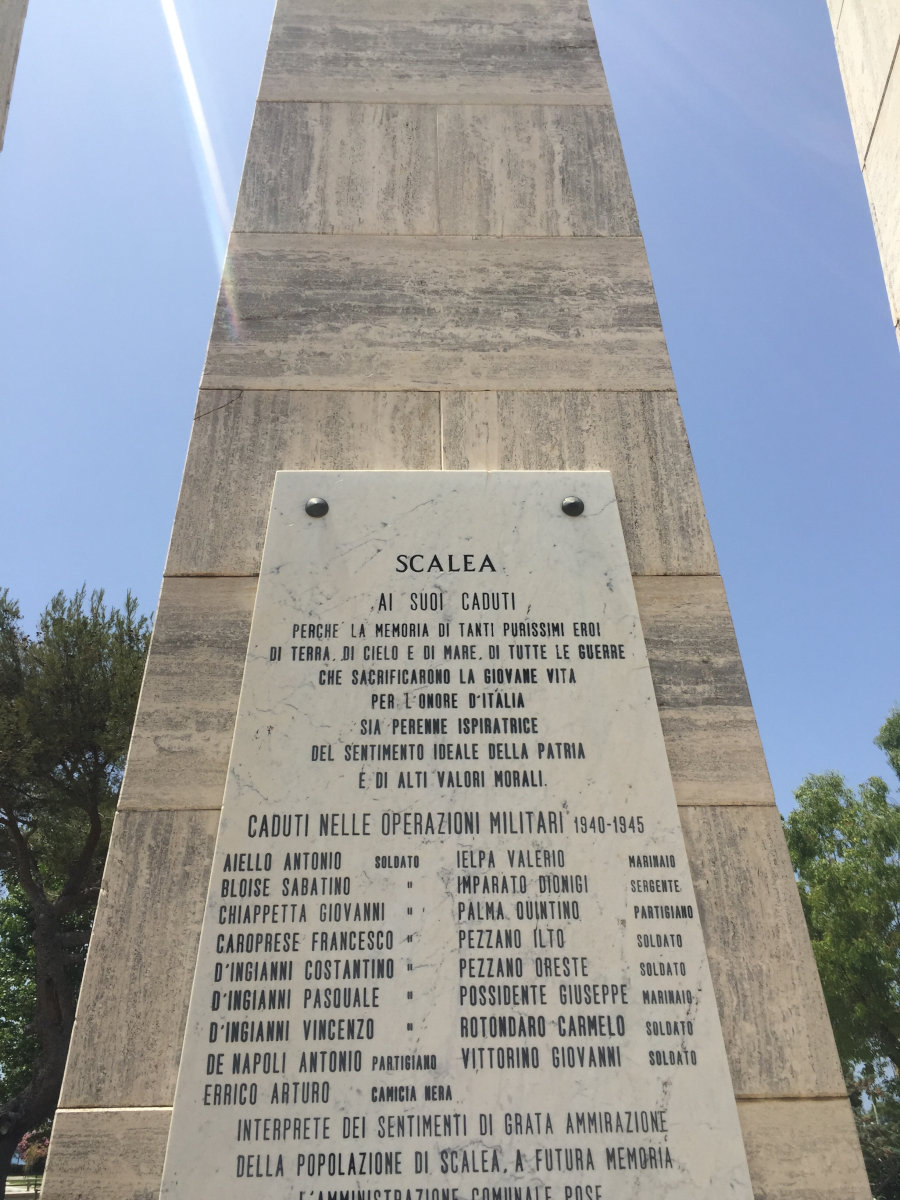 SCALEA
AI SUOI CADUTI
PERCHE LA MEMORIA DI TANTI PURISSIMI EROI
DI TERRA, DI CIELO E DI MARE, DI TUTTE LE GUERRE
CHE SACRIFICARONO LA GIOVANE VITA
PER L'ONORE D'ITALIA
SIA PERENNE ISPIRATRICE
DEL SENTIMENTO IDEALE DELLA PATRIA
E DI ALTI VALORI MORALI.
CADUTI NELLE OPERAZIONI MILITARI 1940-1945
AIELLO ANTONIO SOLDATO IELPA VALERIO MARINAIO
BLOISE SABATINO " IMPARATO DIONIGI SERGENTE
CHIAPPETTA GIOVANNI " PALMA QUINTINO PARTIGIANO
CAROPRESE FRANCESCO " PEZZANO ILTO SOLDATO
D'INGIANNI COSTANTINO " PEZZANO ORESTE SOLDATO
D'INGIANNI PASQUALE " POSSIDENTE GIUSEPPE MARINAIO
D'INGIANNI VINCENZO " ROTONDARO CARMELO SOLDATO
DE NAPOLI ANTONIO PARTIGIANO VITTORINO GIOVANNI SOLDATO
ERRICO ARTURO CAMICIA NERA
INTERPRETE DEI SENTIMENTI DI GRATA AMMIRAZIONE
DELLA POPOLAZIONE DI SCALEA, A FUTURA MEMORIA
L'AMMINISTRAZIONE COMUNALE POSE